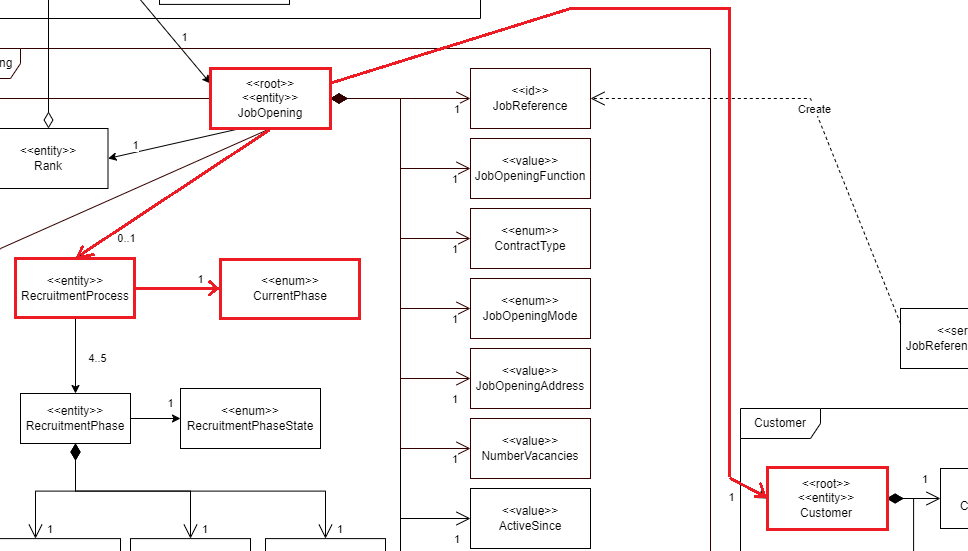 1
ng
<<root>>
<<entity>>
JobOpening
<<id>>
JobReference
1
Create
<<entity>>
Rank
1
<<value>>
JobOpeningFunction
1
<<enum>>
ContractType
1
0..1
<<entity>>
RecruitmentProcess
1
<<enum>>
CurrentPhase
<<enum>>
JobOpeningMode
1
<<ser
JobReferen
4..5
<<value>>
JobOpeningAddress
1
<<entity>>
RecruitmentPhase
1
<<enum>>
RecruitmentPhaseState
<<value>>
NumberVacancies
1
Customer
<<root>>
<<entity>>
Customer
1
1
C
<<value>>
ActiveSince
1
1
1
1